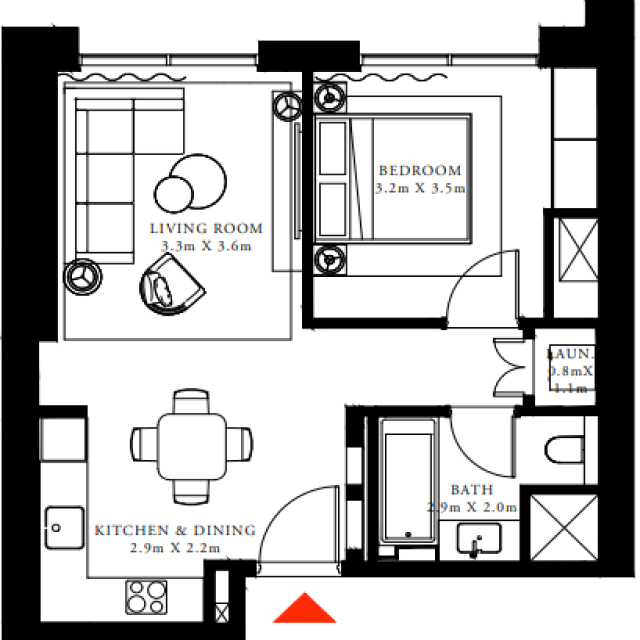 BEDROOM
3.2m X 3.5m
LIVING ROOM
3.3m X 3.6m
LAUN.
0.8mX
1.1m
BATH
2.9m X 2.0m
KITCHEN & DINING
2.9m X 2.2m